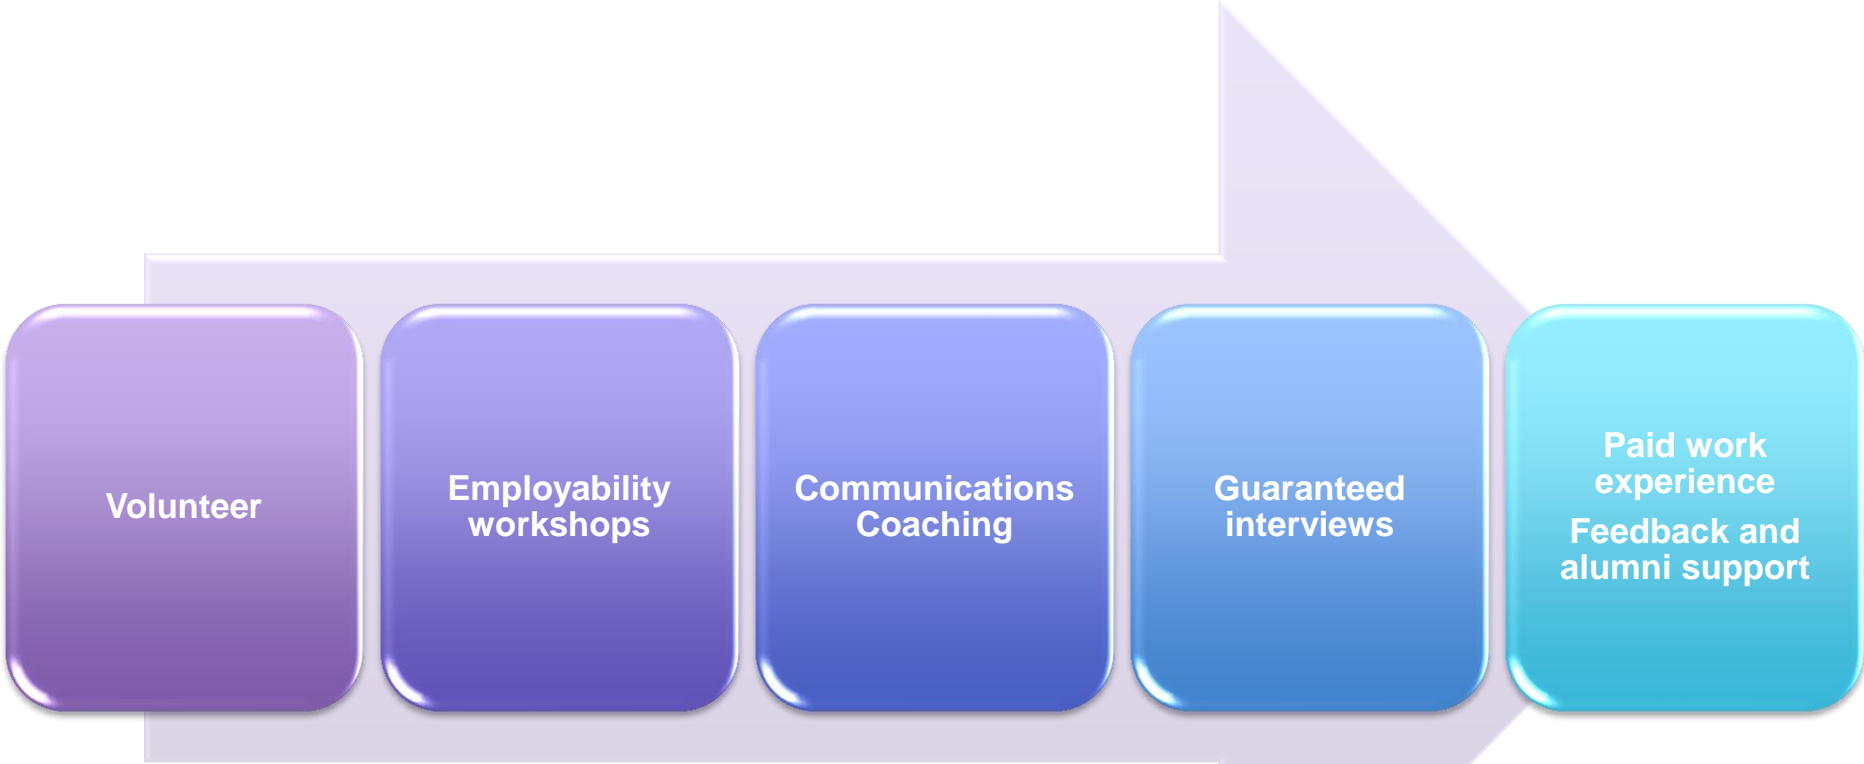 Volunteer
Employability
workshops
Communications
Coaching
Guaranteed
interviews
Paid work
experience
Feedback and
alumni support